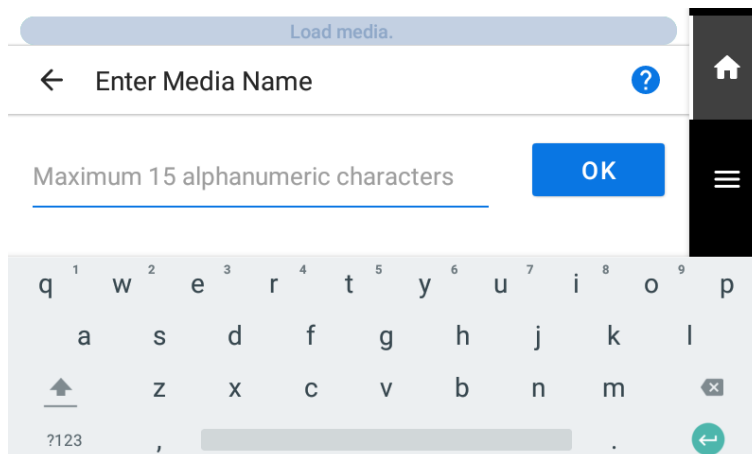 Load media.
Enter Media Name
?
Maximum 15 alphanumeric characters
OK
1 2 3 4 5 6 7 8 9
q w e r t y u i o p
a s d f g h j k l
z x c v b n m
?123 , .